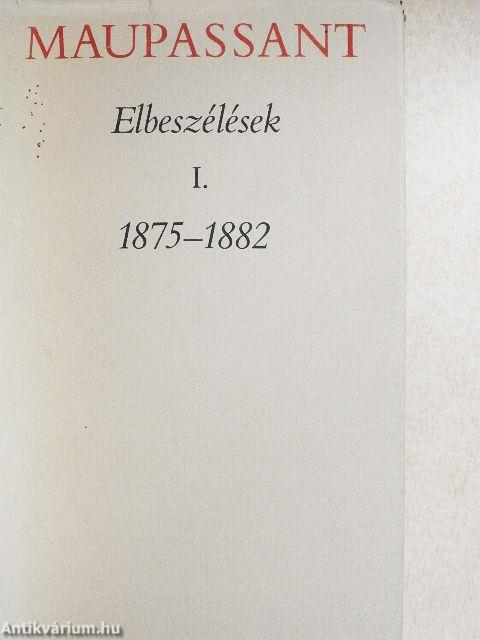 MAUPASSANT
Elbeszélések
I.
1875–1882
Antikvárium.hu